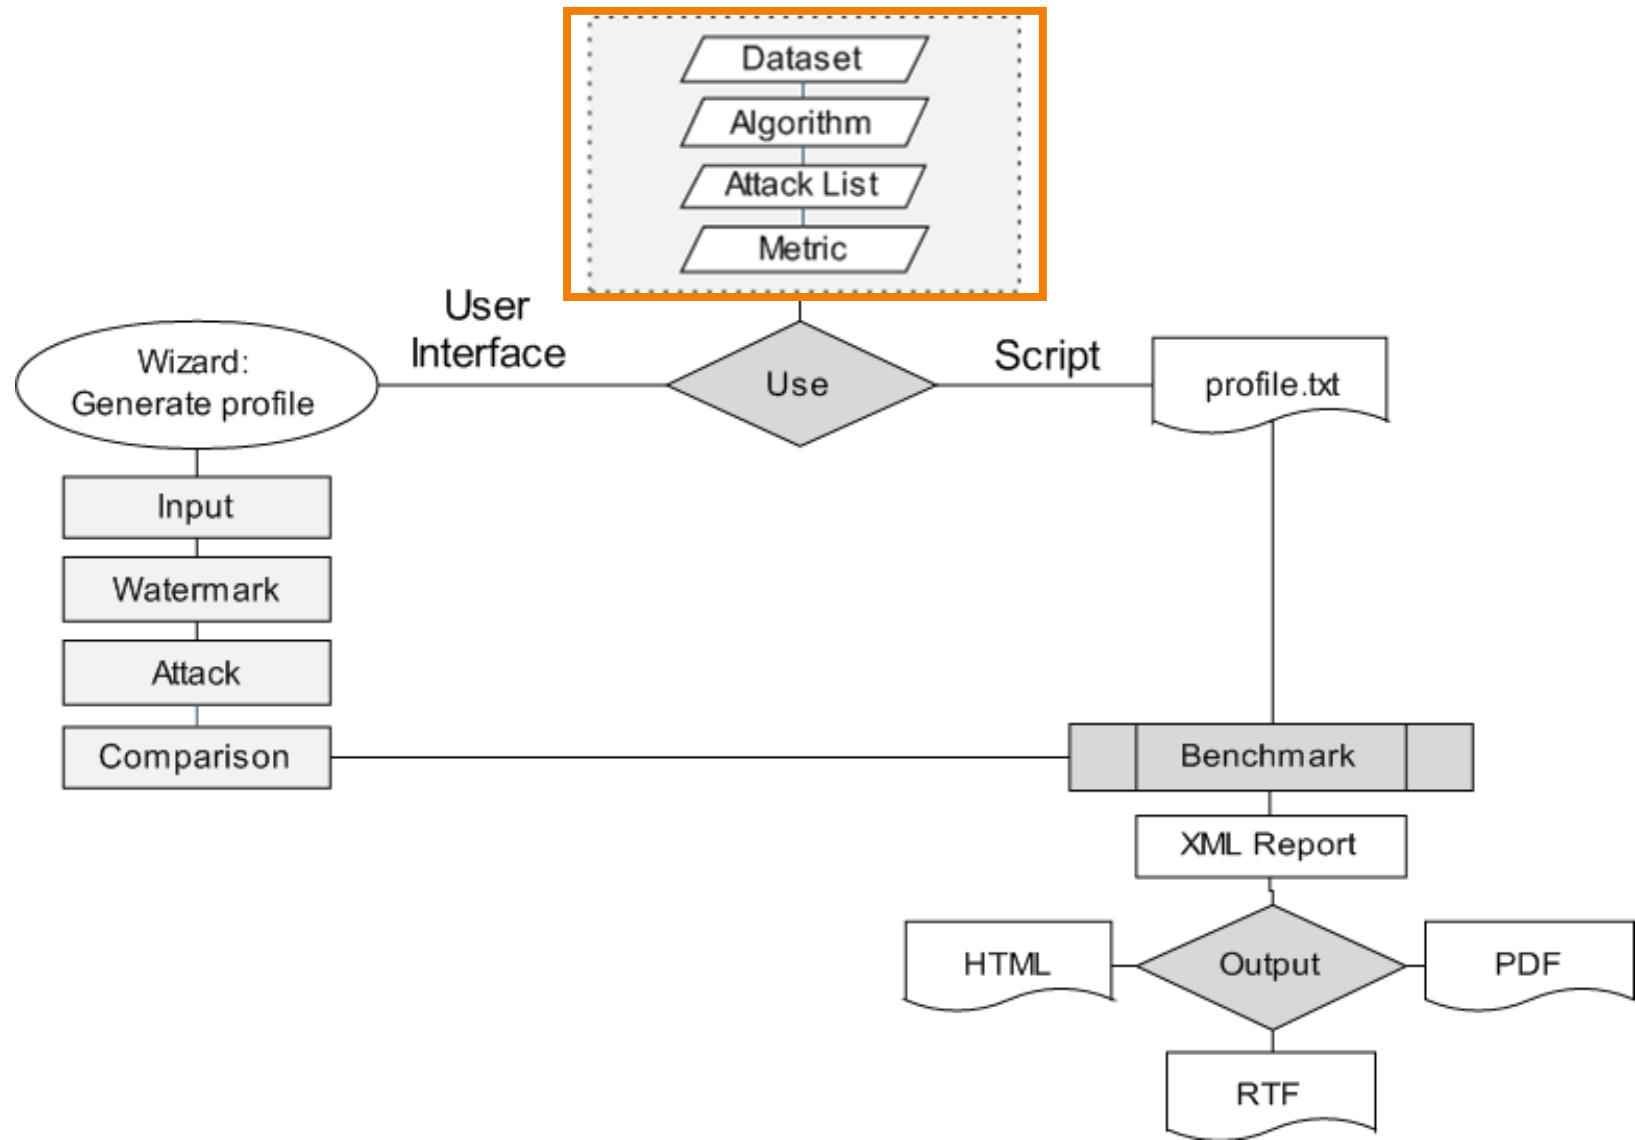 Dataset
Algorithm
Attack List
Metric
User
Interface
Script
Wizard:
Generate profile
Use
profile.txt
Input
Watermark
Attack
Comparison
Benchmark
XML Report
HTML
Output
PDF
RTF